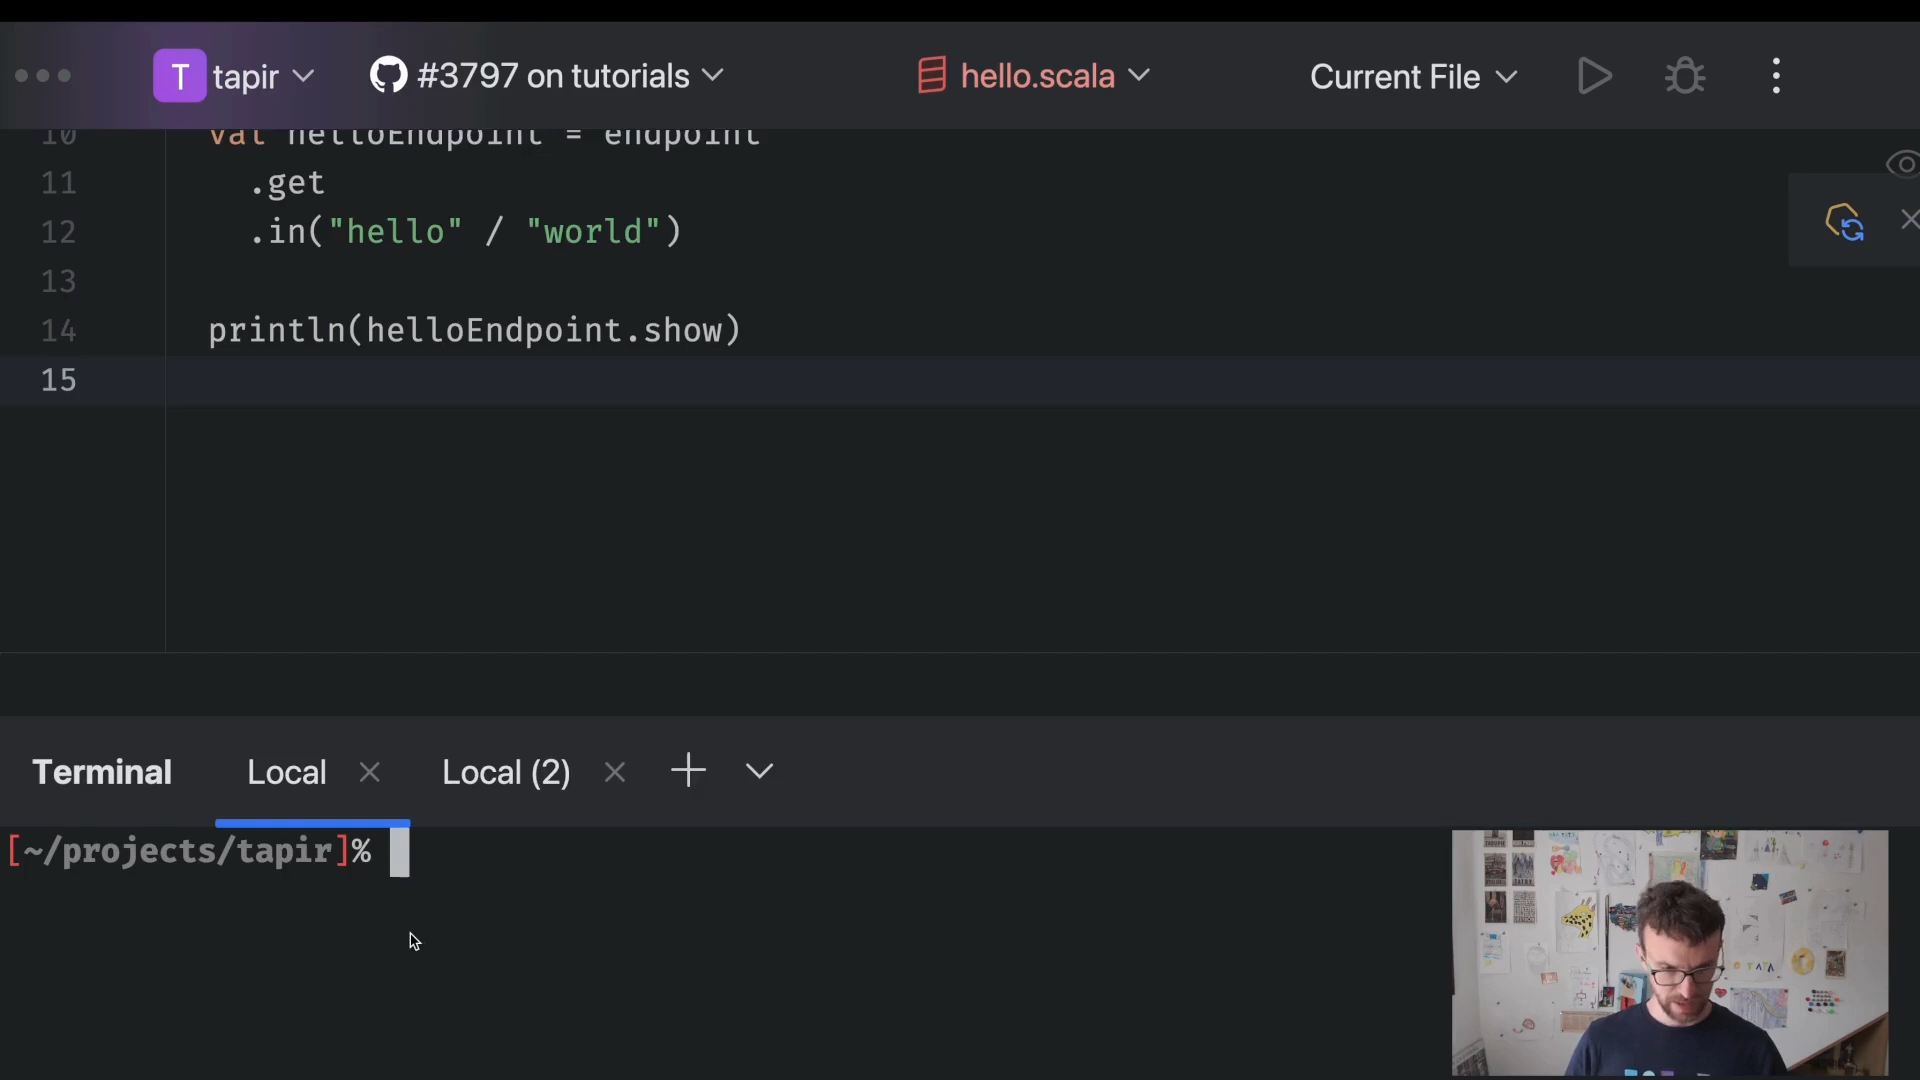 T tapir #3797 on tutorials hello.scala Current File
10 val helloEndpoint = endpoint
11 .get
12 .in("hello" / "world")
13
14 println(helloEndpoint.show)
15
Terminal Local Local (2)
[~/projects/tapir]%